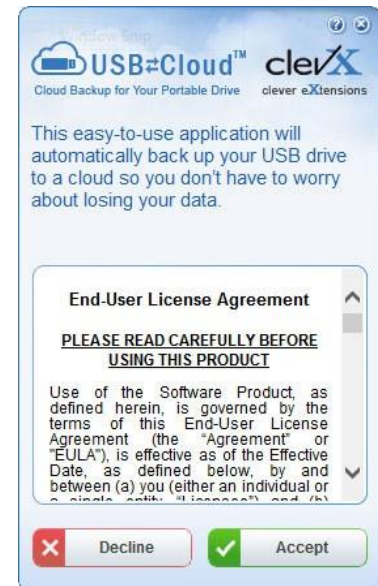 USB⇄Cloud™
Cloud Backup for Your Portable Drive
clevX
clever eXtensions
This easy-to-use application will
automatically back up your USB drive
to a cloud so you don't have to worry
about losing your data.
End-User License Agreement
PLEASE READ CAREFULLY BEFORE
USING THIS PRODUCT
Use of the Software Product, as
defined herein, is governed by the
terms of this End-User License
Agreement (the "Agreement" or
"EULA"), is effective as of the Effective
Date, as defined below, by and
between (a) you (either an individual or
a single entity "Licensee") and (b)
Decline
Accept